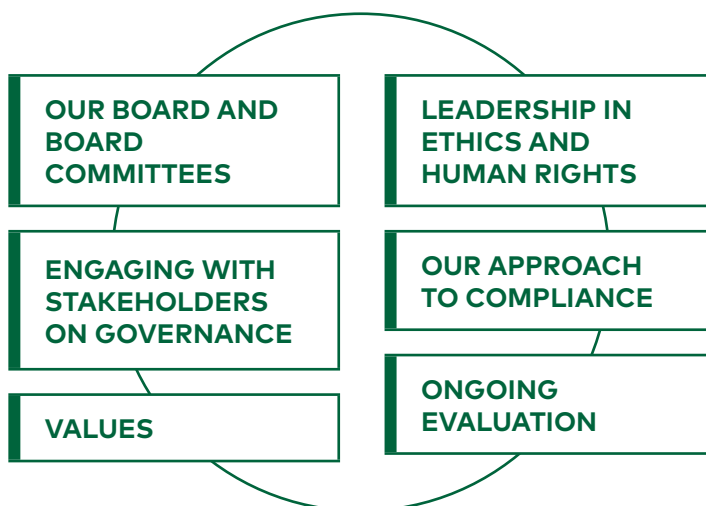 OUR BOARD AND
BOARD
COMMITTEES
ENGAGING WITH
STAKEHOLDERS
ON GOVERNANCE
VALUES
LEADERSHIP IN
ETHICS AND
HUMAN RIGHTS
OUR APPROACH
TO COMPLIANCE
ONGOING
EVALUATION